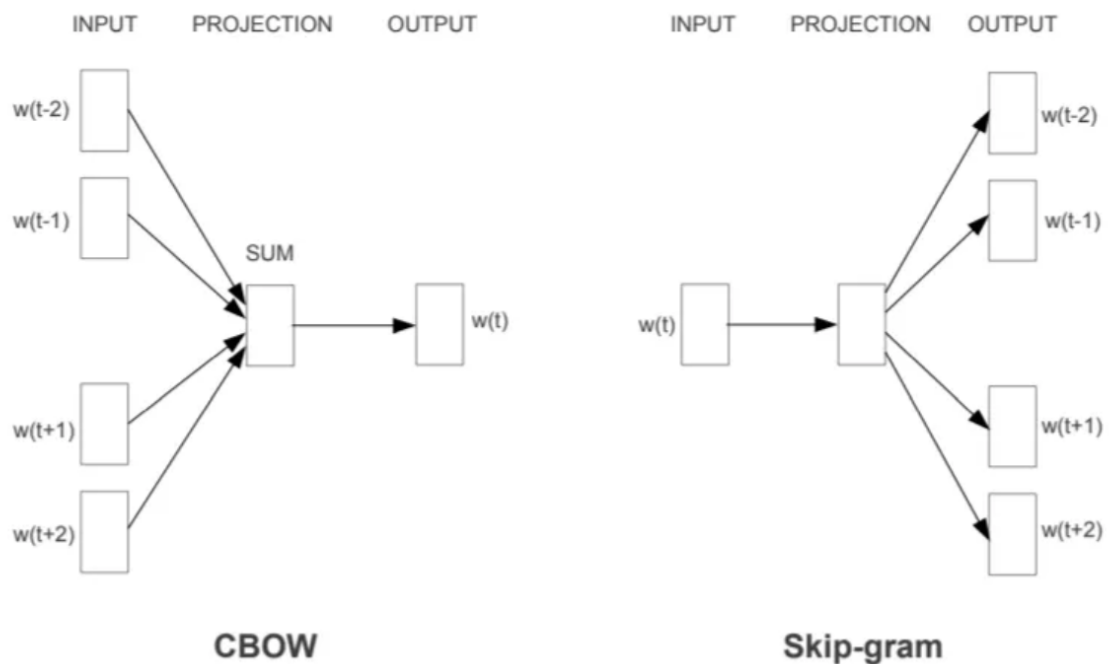 INPUT PROJECTION OUTPUT
w(t-2)
w(t-1)
SUM
w(t)
w(t+1)
w(t+2)
CBOW
INPUT PROJECTION OUTPUT
w(t-2)
w(t-1)
w(t)
w(t+1)
w(t+2)
Skip-gram